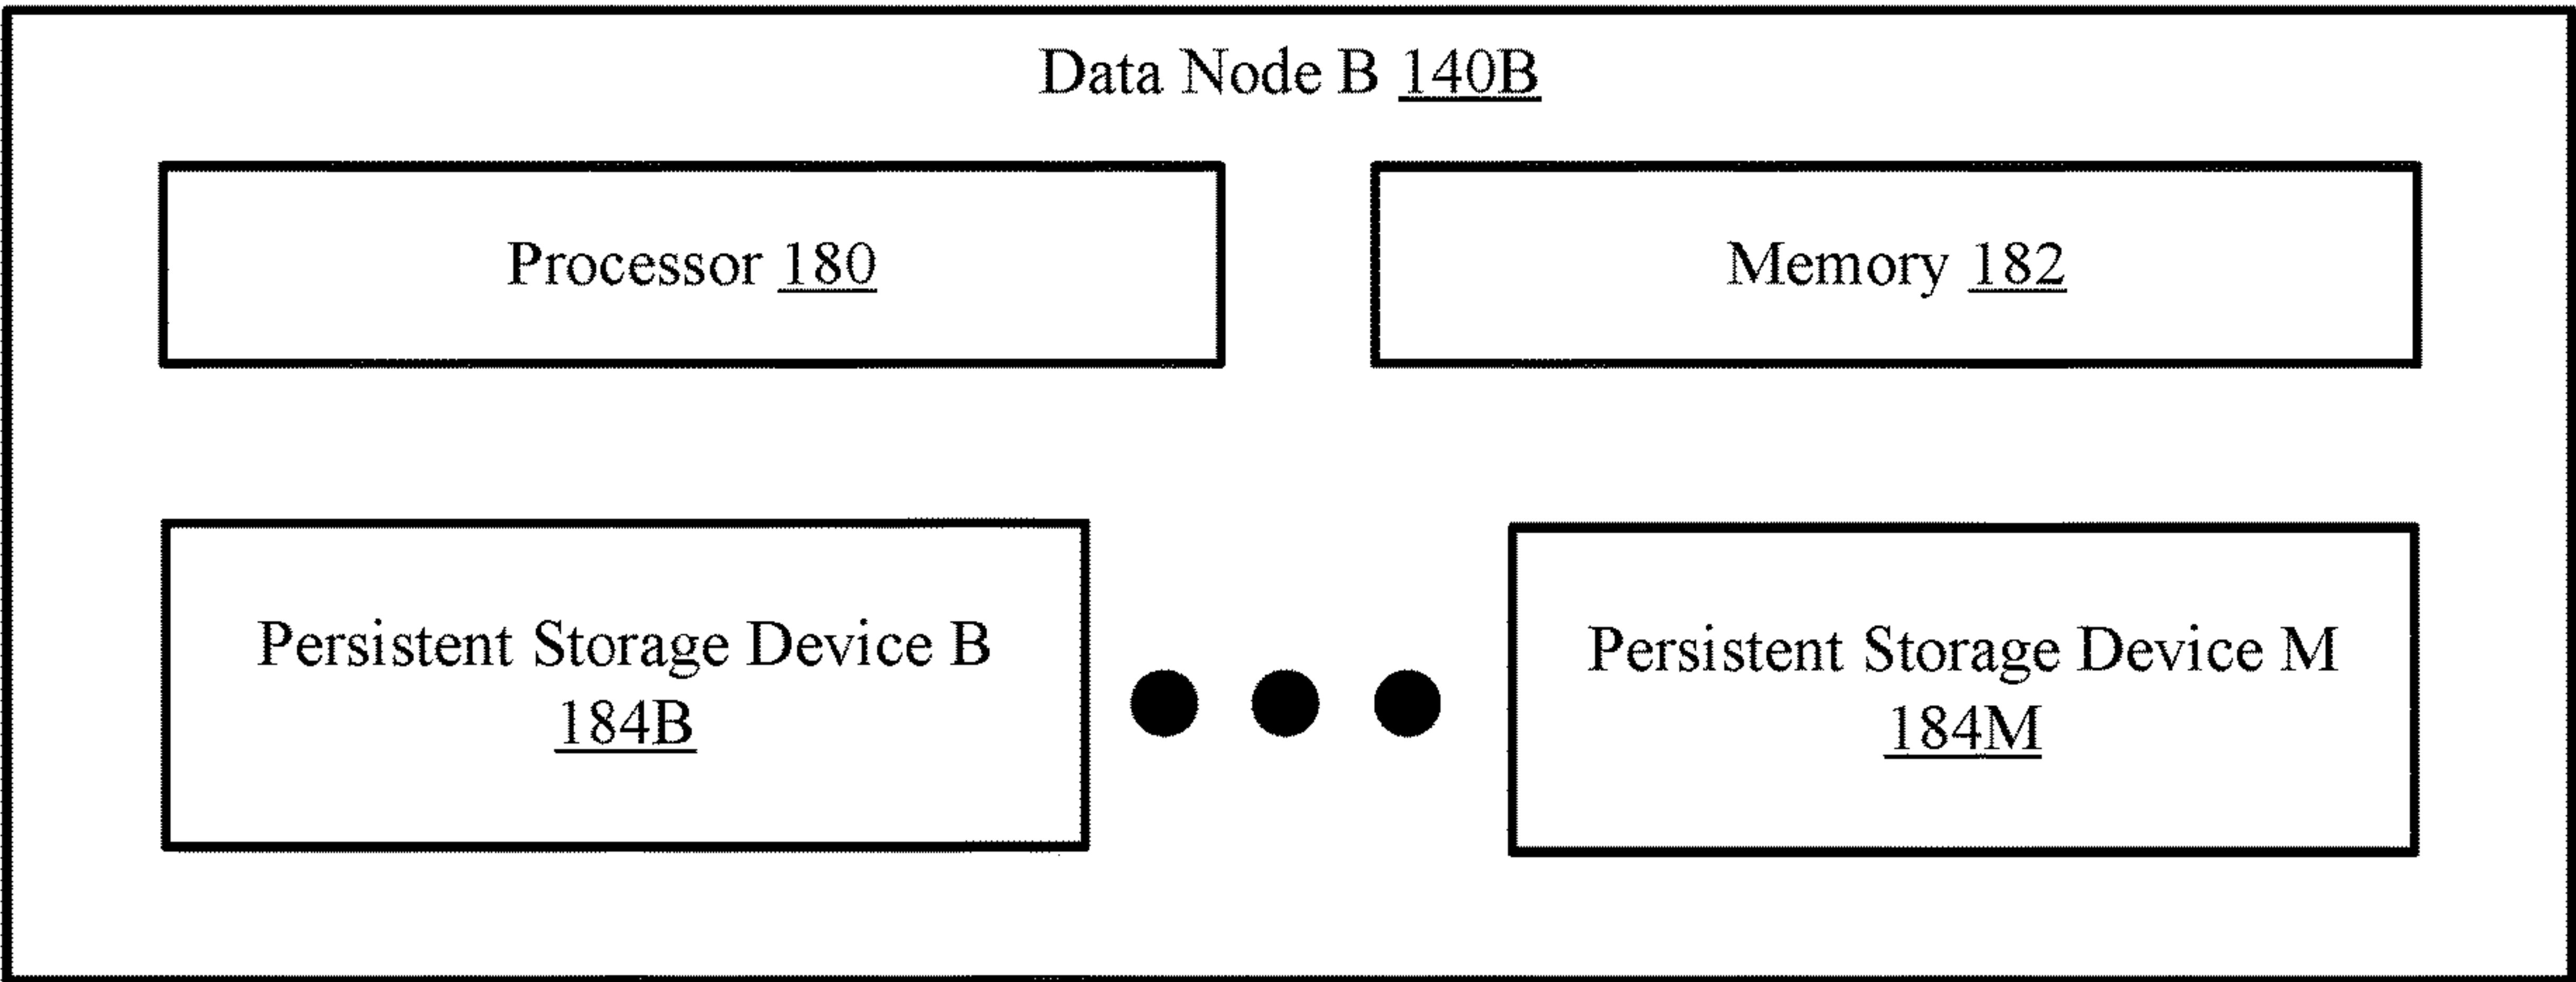 Data Node B 140B
Processor 180
Memory 182
Persistent Storage Device B
184B
Persistent Storage Device M
184M